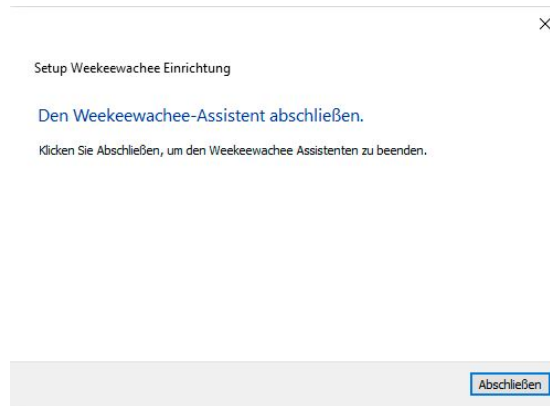 Setup Weekeewachee Einrichtung
Den Weekeewachee-Assistent abschließen.
Klicken Sie Abschließen, um den Weekeewachee Assistenten zu beenden.
Abschließen